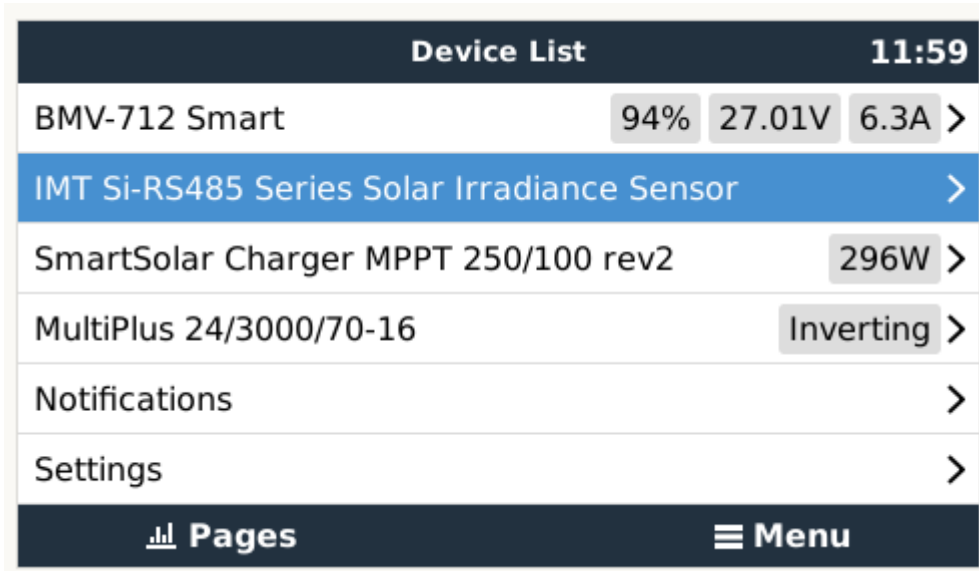 Device List 11:59
BMV-712 Smart 94% 27.01V 6.3A
IMT Si-RS485 Series Solar Irradiance Sensor
SmartSolar Charger MPPT 250/100 rev2 296W
MultiPlus 24/3000/70-16 Inverting
Notifications
Settings
Pages Menu